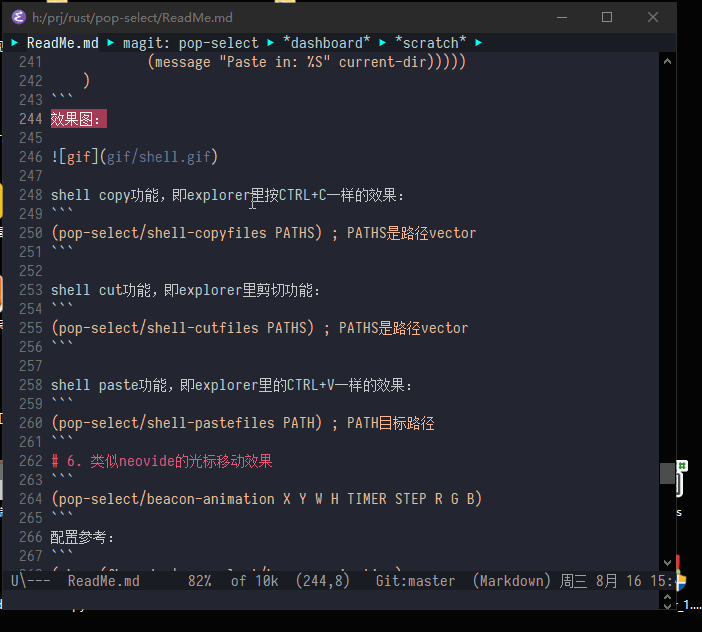 h:/prj/rust/pop-select/ReadMe.md
ReadMe.md magit: pop-select *dashboard* *scratch*
241 (message "Paste in: %S" current-dir)))))
242 )
243 ```
244 效果图：
245
246 ![gif](gif/shell.gif)
247
248 shell copy功能，即explorer里按CTRL+C一样的效果：
249 ```
250 (pop-select/shell-copyfiles PATHS) ; PATHS是路径vector
251 ```
252
253 shell cut功能，即explorer里剪切功能：
254 ```
255 (pop-select/shell-cutfiles PATHS) ; PATHS是路径vector
256 ```
257
258 shell paste功能，即explorer里的CTRL+V一样的效果：
259 ```
260 (pop-select/shell-pastefiles PATH) ; PATH目标路径
261 ```
262 # 6. 类似neovide的光标移动效果
263 ```
264 (pop-select/beacon-animation X Y W H TIMER STEP R G B)
265 ```
266 配置参考：
267 ```
U\--- ReadMe.md 82% of 10k (244,8) Git:master (Markdown) 周三 8月 16 15: